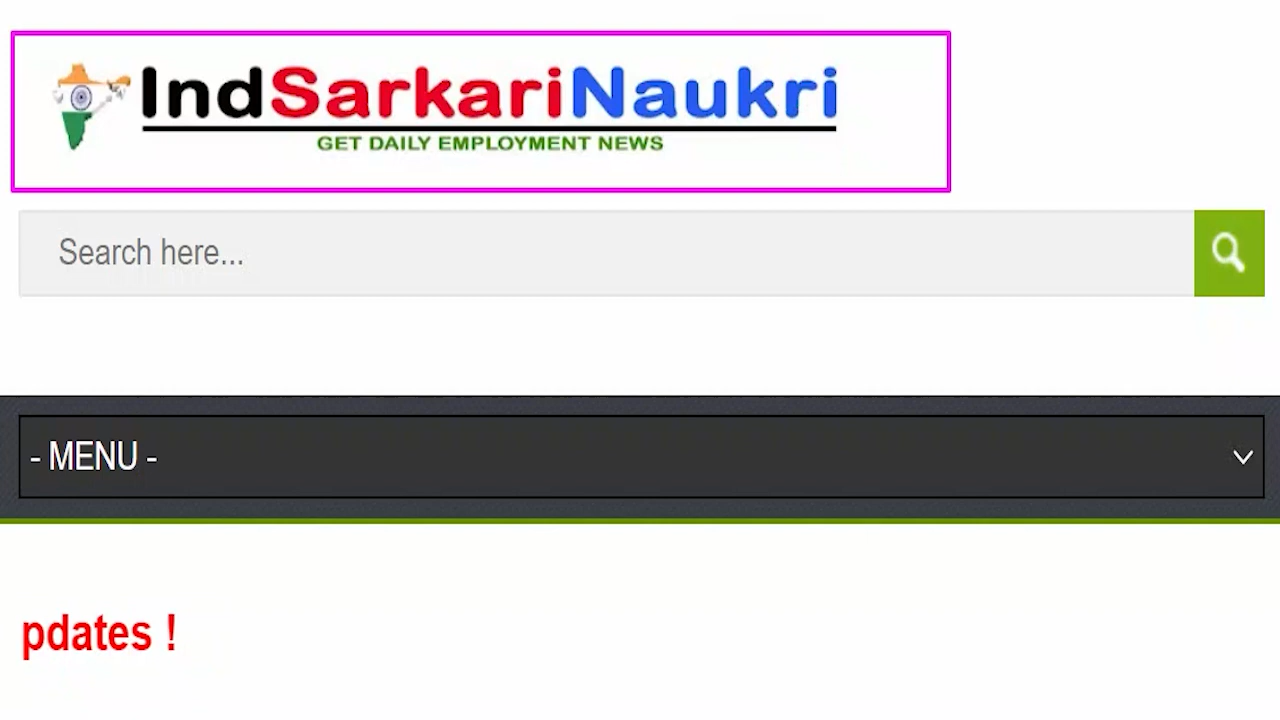 IndSarkariNaukri
GET DAILY EMPLOYMENT NEWS
Search here...
- MENU -
pdates !